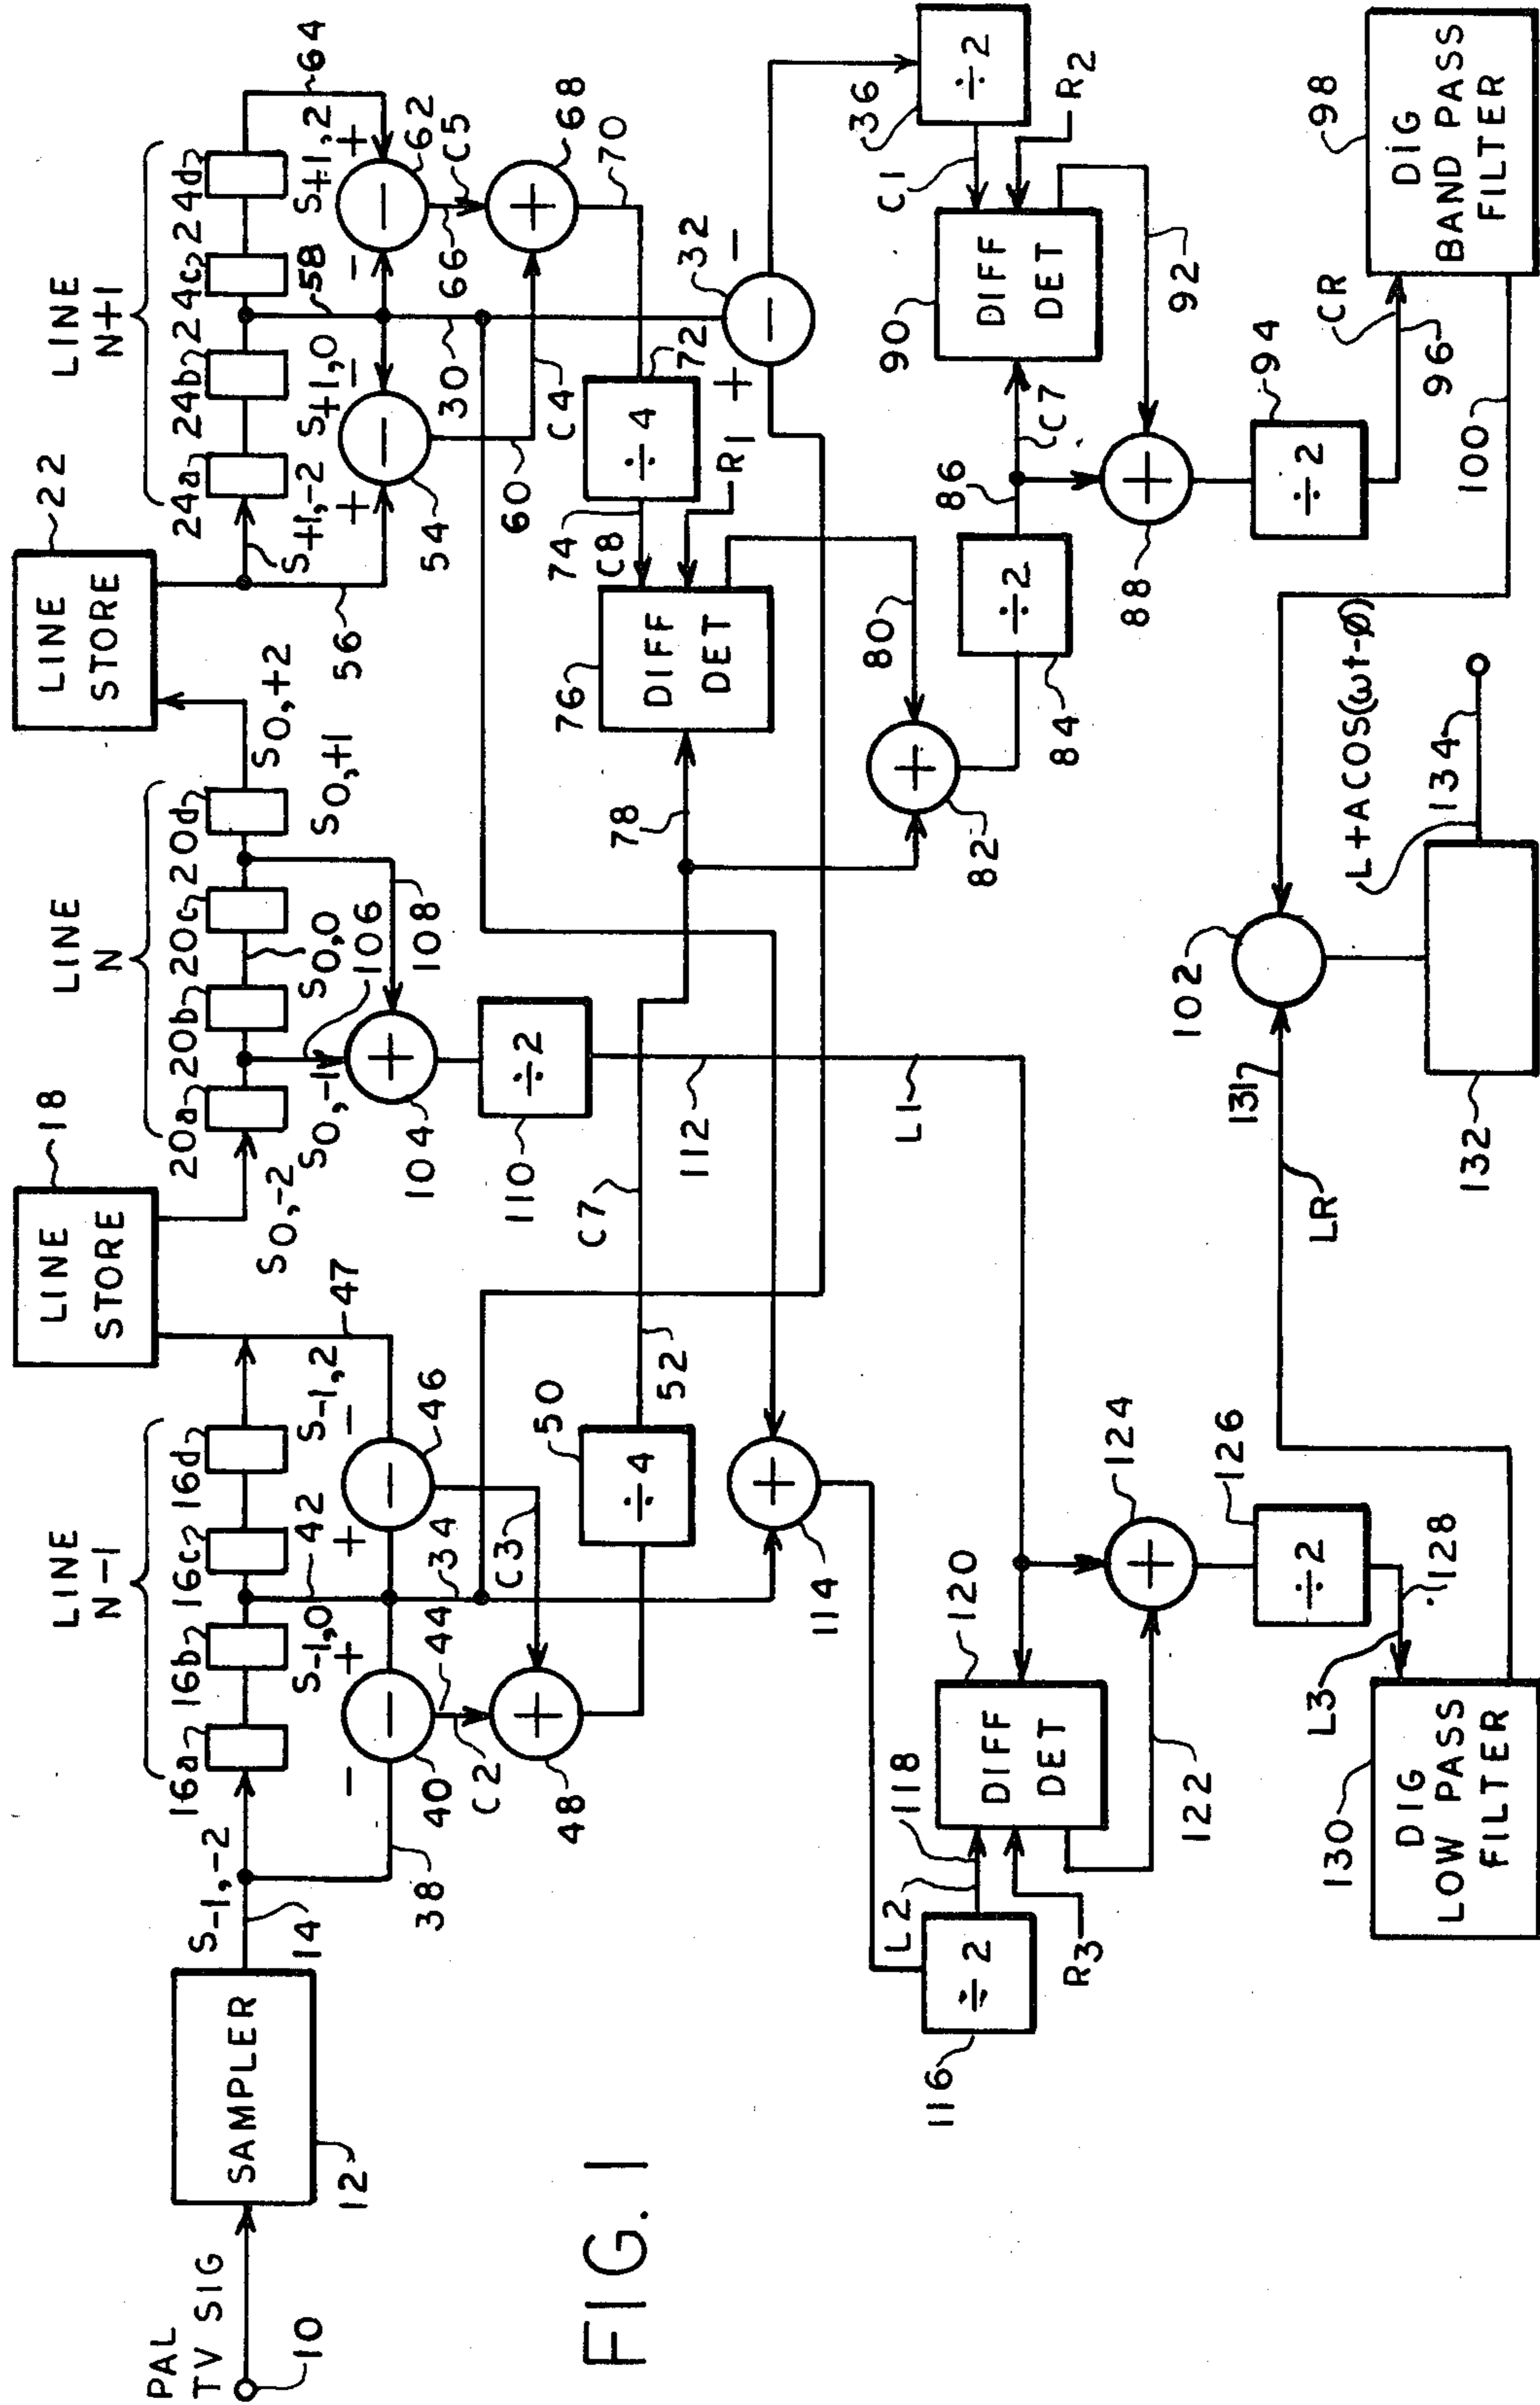 PAL
TV SIG
10
SAMPLER
12
14
S-1,-2
38
LINE
N-1
16a
16b
16c
16d
S-1,0
42
S-1,2
47
-
+
+
-
-
-
40
46
44
C2
C3
34
+
48
÷4
50
52
C7
LINE
STORE
18
LINE
N
20a
20b
20c
20d
S0,-2
S0,-1
S0,0
S0,+1
S0,+2
106
108
+
104
÷2
110
112
L1
LINE
STORE
22
LINE
N+1
24a
24b
24c
24d
S+1,-2
S+1,0
S+1,2
56
58
64
+
-
-
+
-
-
54
62
30
66
C5
60
C4
+
68
70
÷4
72
74
C8
R1
DIFF
DET
76
78
80
+
82
÷2
84
86
-
+
-
32
÷2
36
C1
R2
DIFF
DET
90
92
C7
+
88
÷2
94
CR
96
DIG
BAND PASS
FILTER
98
100
+
114
÷2
116
L2
118
R3
DIFF
DET
120
122
+
124
÷2
126
L3
128
DIG
LOW PASS
FILTER
130
LR
131
102
132
L+ACOS(ωt-Ø)
134
FIG. 1